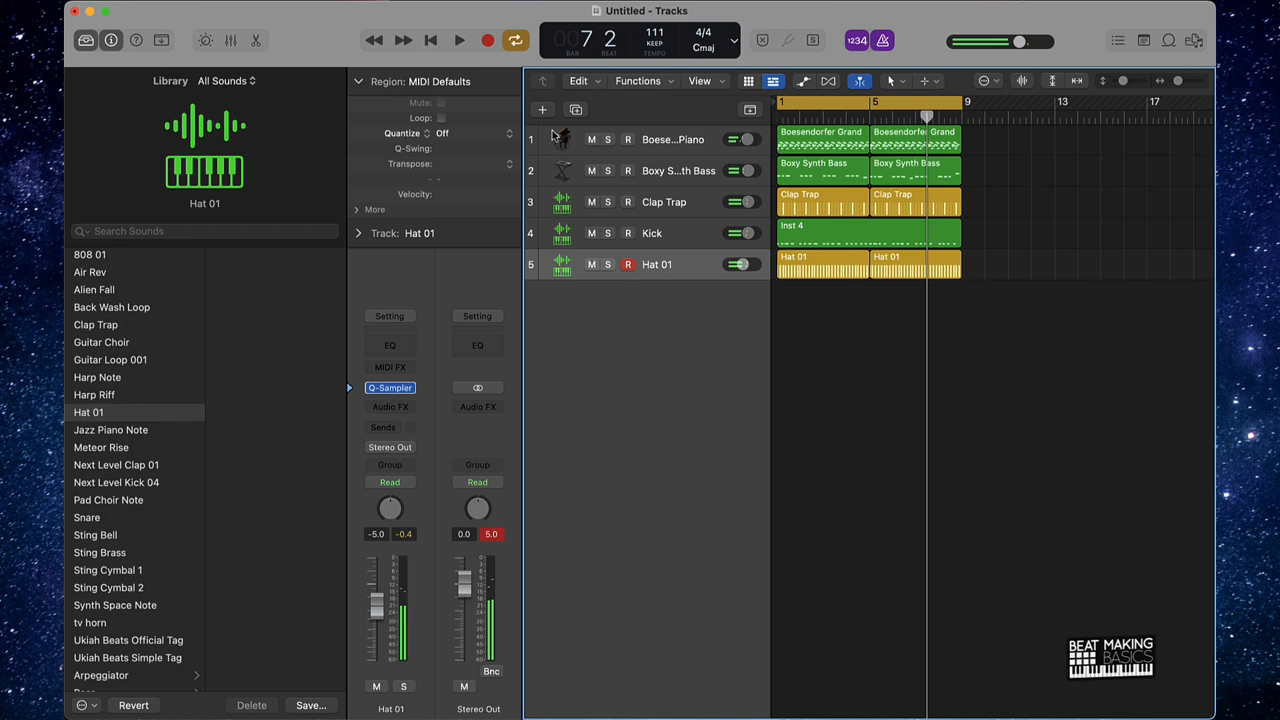 Untitled - Tracks
007 2
BAR BEAT
111
KEEP
TEMPO
4/4
Cmaj
1234
Library All Sounds
Hat 01
Search Sounds
808 01
Air Rev
Alien Fall
Back Wash Loop
Clap Trap
Guitar Choir
Guitar Loop 001
Harp Note
Harp Riff
Hat 01
Jazz Piano Note
Meteor Rise
Next Level Clap 01
Next Level Kick 04
Pad Choir Note
Snare
Sting Bell
Sting Brass
Sting Cymbal 1
Sting Cymbal 2
Synth Space Note
tv horn
Ukiah Beats Official Tag
Ukiah Beats Simple Tag
Arpeggiator
Revert Delete Save...
Region: MIDI Defaults
Mute:
Loop:
Quantize Off
Q-Swing:
Transpose:
Velocity:
More
Track: Hat 01
Setting Setting
EQ EQ
MIDI FX
Q-Sampler
Audio FX Audio FX
Sends
Stereo Out
Group Group
Read Read
-5.0 -0.4 0.0 5.0
Bnc
M S M
Hat 01 Stereo Out
Edit Functions View
1 5 9 13 17
1 M S R Boese...Piano
2 M S R Boxy S...th Bass
3 M S R Clap Trap
4 M S R Kick
5 M S R Hat 01
Boesendorfer Grand Boesendorfer Grand
Boxy Synth Bass Boxy Synth Bass
Clap Trap Clap Trap
Inst 4
Hat 01 Hat 01
BEAT MAKING
BASICS